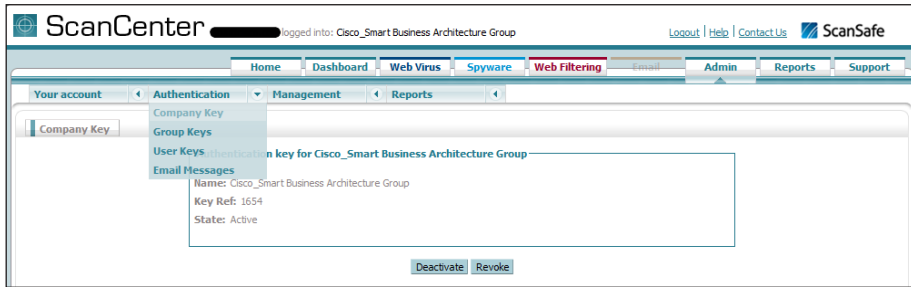 ScanCenter logged into: Cisco_Smart Business Architecture Group Logout | Help | Contact Us ScanSafe
Home Dashboard Web Virus Spyware Web Filtering Email Admin Reports Support
Your account Authentication Management Reports
Company Key
Group Keys
User Keys
Email Messages
Company Key
key for Cisco_Smart Business Architecture Group
Name: Cisco_Smart Business Architecture Group
Key Ref: 1654
State: Active
Deactivate Revoke